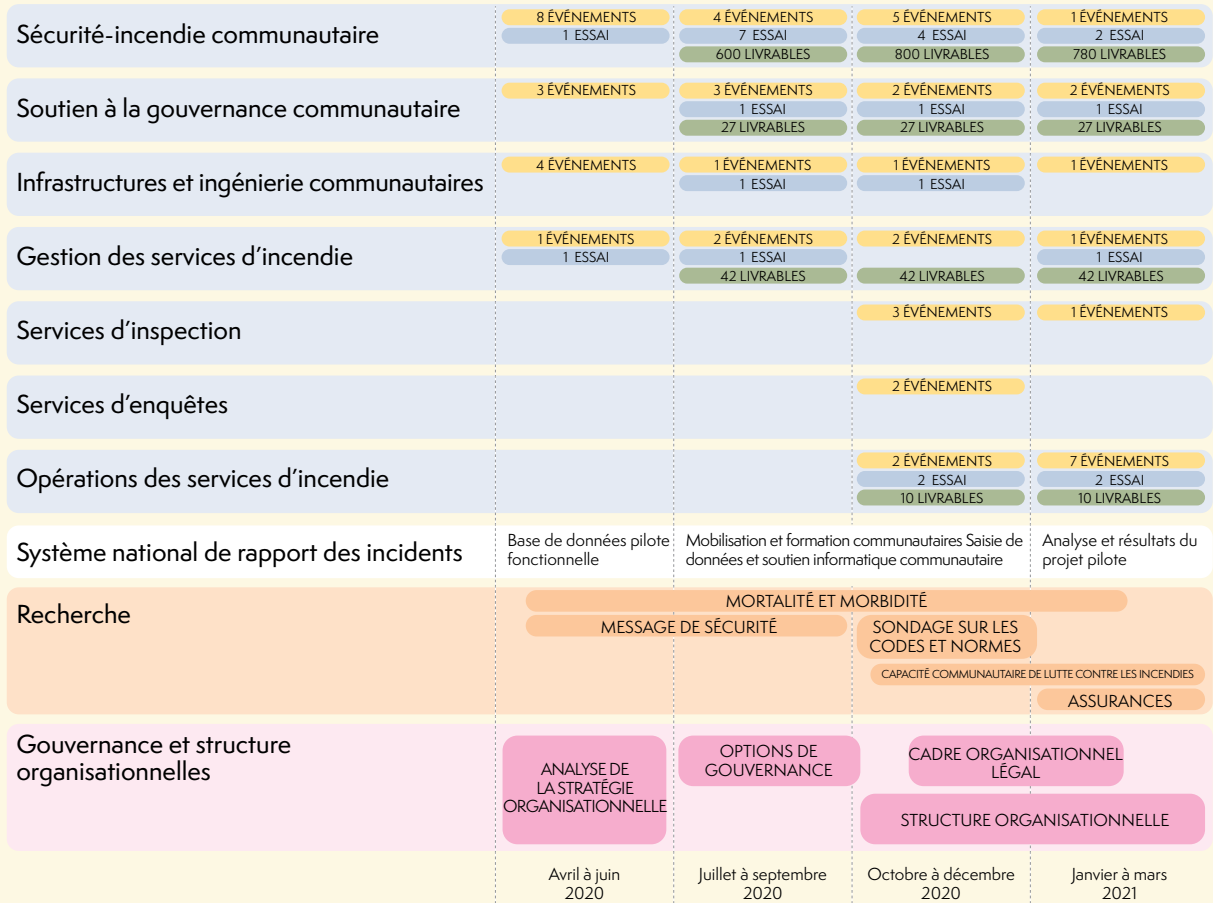 Sécurité-incendie communautaire
8 ÉVÉNEMENTS
4 ÉVÉNEMENTS
5 ÉVÉNEMENTS
1 ÉVÉNEMENTS
1 ESSAI
7 ESSAI
4 ESSAI
2 ESSAI
600 LIVRABLES
800 LIVRABLES
780 LIVRABLES
Soutien à la gouvernance communautaire
3 ÉVÉNEMENTS
3 ÉVÉNEMENTS
2 ÉVÉNEMENTS
2 ÉVÉNEMENTS
1 ESSAI
1 ESSAI
1 ESSAI
27 LIVRABLES
27 LIVRABLES
27 LIVRABLES
Infrastructures et ingénierie communautaires
4 ÉVÉNEMENTS
1 ÉVÉNEMENTS
1 ÉVÉNEMENTS
1 ÉVÉNEMENTS
1 ESSAI
1 ESSAI
Gestion des services d'incendie
1 ÉVÉNEMENTS
2 ÉVÉNEMENTS
2 ÉVÉNEMENTS
1 ÉVÉNEMENTS
1 ESSAI
1 ESSAI
1 ESSAI
42 LIVRABLES
42 LIVRABLES
42 LIVRABLES
Services d'inspection
3 ÉVÉNEMENTS
1 ÉVÉNEMENTS
Services d'enquêtes
2 ÉVÉNEMENTS
Opérations des services d'incendie
2 ÉVÉNEMENTS
7 ÉVÉNEMENTS
2 ESSAI
2 ESSAI
10 LIVRABLES
10 LIVRABLES
Système national de rapport des incidents
Base de données pilote
fonctionnelle
Mobilisation et formation communautaires Saisie de
données et soutien informatique communautaire
Analyse et résultats du
projet pilote
Recherche
MORTALITÉ ET MORBIDITÉ
MESSAGE DE SÉCURITÉ
SONDAGE SUR LES
CODES ET NORMES
CAPACITÉ COMMUNAUTAIRE DE LUTTE CONTRE LES INCENDIES
ASSURANCES
Gouvernance et structure
organisationnelles
ANALYSE DE
LA STRATÉGIE
ORGANISATIONNELLE
OPTIONS DE
GOUVERNANCE
CADRE ORGANISATIONNEL
LÉGAL
STRUCTURE ORGANISATIONNELLE
Avril à juin
2020
Juillet à septembre
2020
Octobre à décembre
2020
Janvier à mars
2021